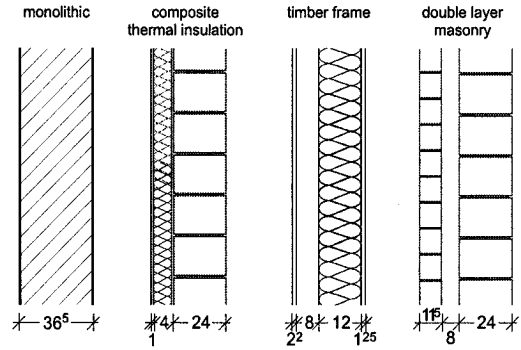 monolithic
composite
thermal insulation
timber frame
double layer
masonry
36⁵
1
4
24
2²
8
12
1²⁵
11⁵
8
24